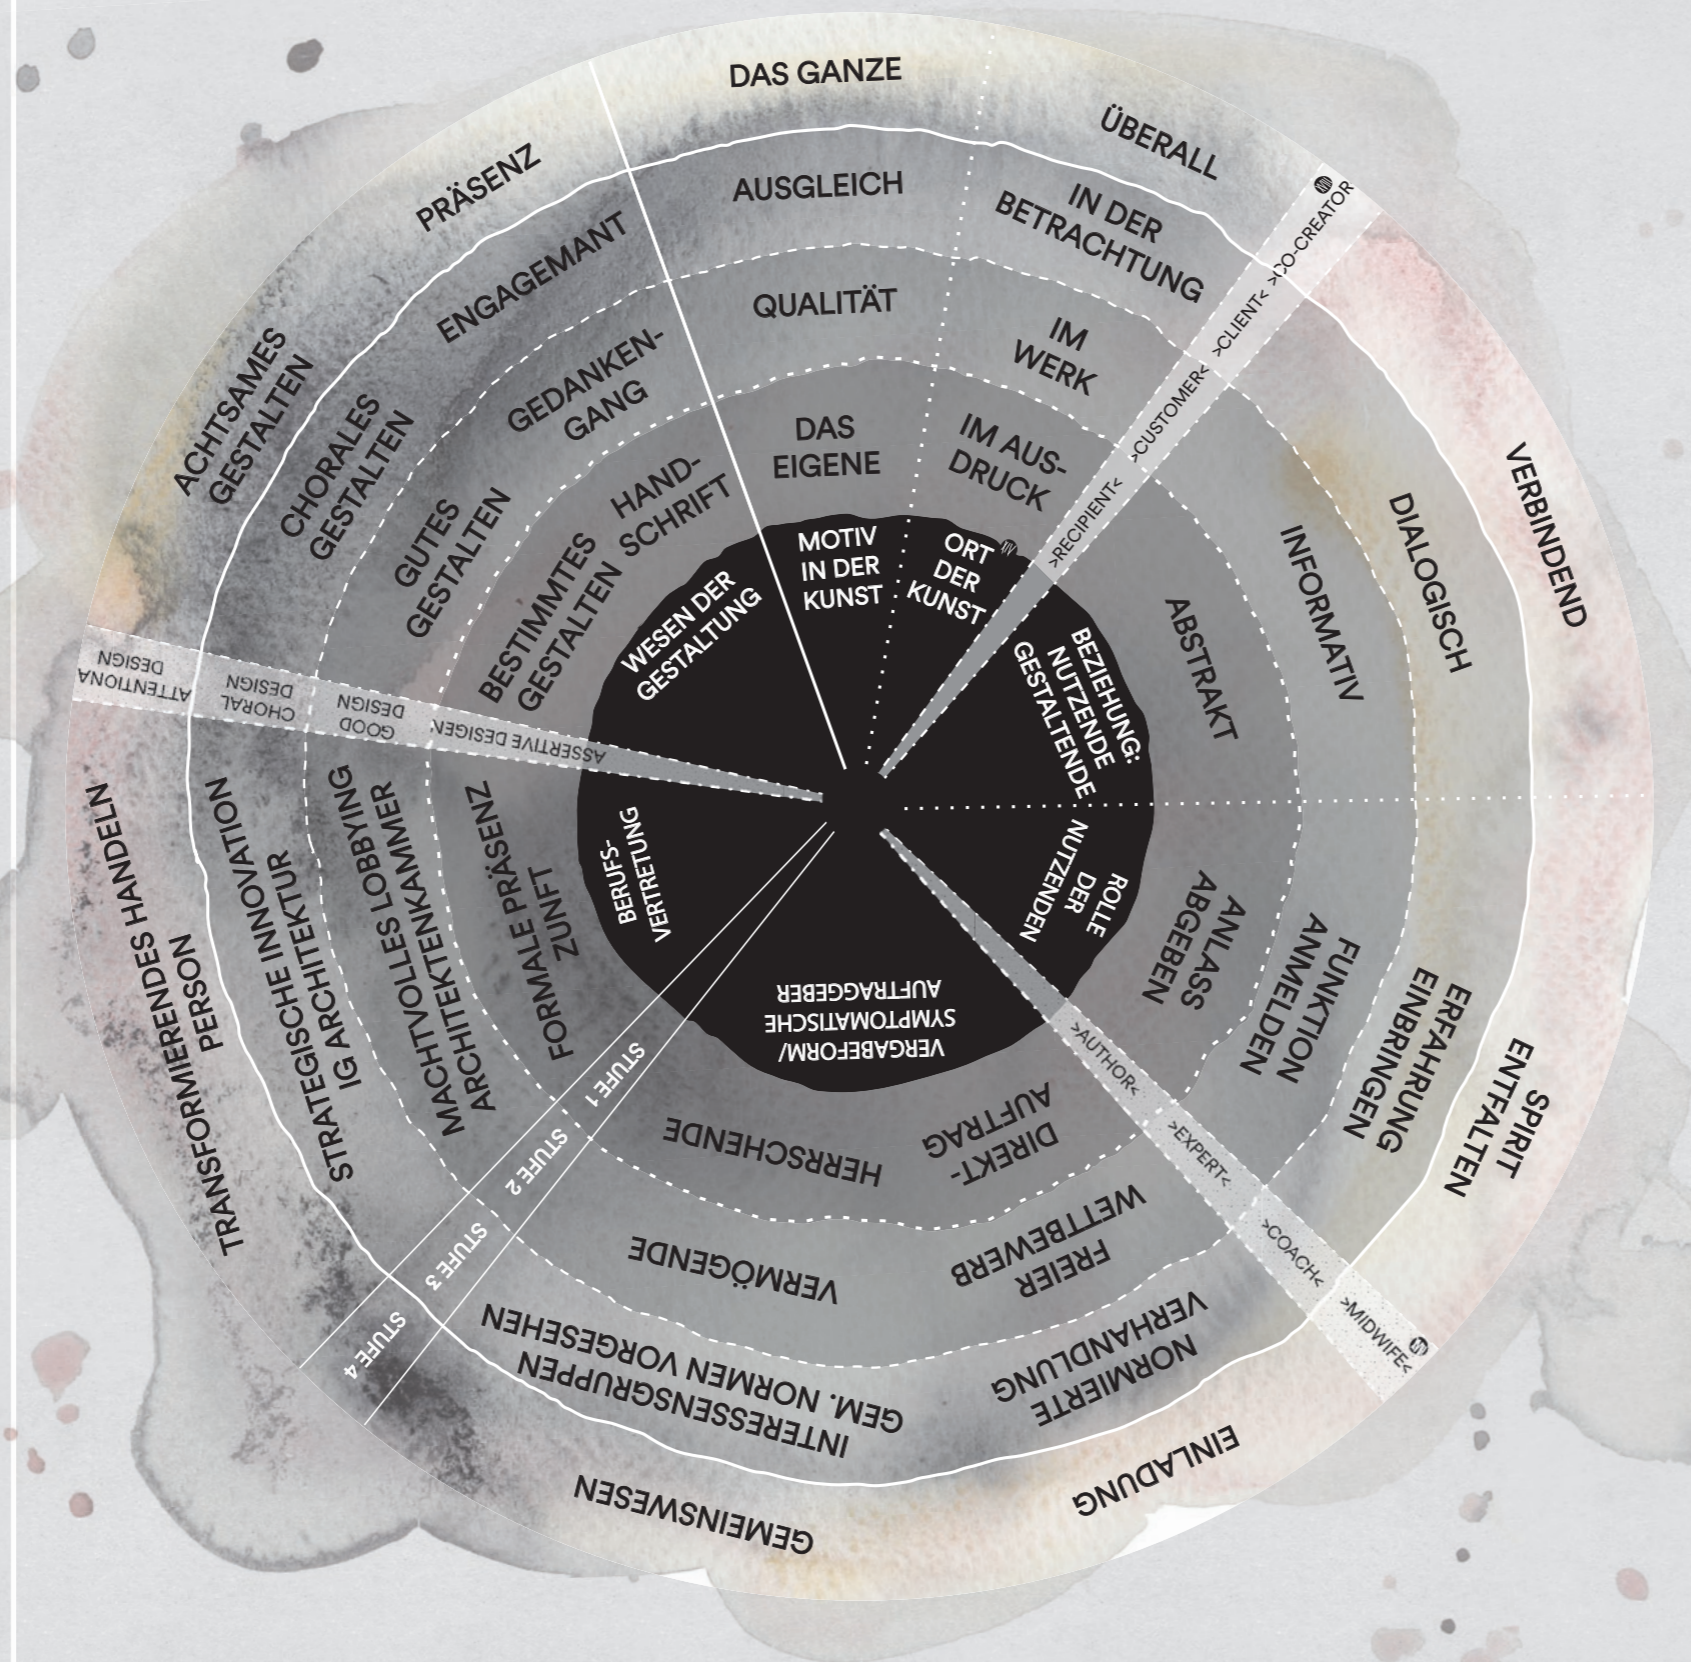 DAS GANZE
AUSGLEICH
QUALITÄT
DAS
EIGENE
MOTIV
IN DER
KUNST
ÜBERALL
IN DER
BETRACHTUNG
IM
WERK
IM AUS-
DRUCK
ORT
DER
KUNST
>CO-CREATOR
>CLIENT<
>CUSTOMER<
>RECIPIENT<
VERBINDEND
DIALOGISCH
INFORMATIV
ABSTRAKT
BEZIEHUNG:
NUTZENDE
GESTALTENDE
SPIRIT
ENTFALTEN
ERFAHRUNG
EINBRINGEN
FUNKTION
ANMELDEN
ANLASS
ABGEBEN
ROLLE
DER
NUTZENDEN
>AUTHOR<
>EXPERT<
>COACH<
>MIDWIFE<
VERGABEFORM/
SYMPTOMATISCHE
AUFTRAGGEBER
DIREKT-
AUFTRAG
HERRSCHENDE
FREIER
WETTBEWERB
VERMÖGENDE
NORMIERTE
VERHANDLUNG
INTERESSENSGRUPPEN
GEM. NORMEN VORGESEHEN
EINLADUNG
GEMEINSWESEN
STUFE 1
STUFE 2
STUFE 3
STUFE 4
BERUFS-
VERTRETUNG
FORMALE PRÄSENZ
ZUNFT
MACHTVOLLES LOBBYING
ARCHITEKTENKAMMER
STRATEGISCHE INNOVATION
IG ARCHITEKTUR
TRANSFORMIERENDES HANDELN
PERSON
ASSERTIVE DESIGEN
GOOD
DESIGN
CHORAL
DESIGN
ATTENTIONA
DESIGN
WESEN DER
GESTALTUNG
BESTIMMTES
GESTALTEN
HAND-
SCHRIFT
GUTES
GESTALTEN
GEDANKEN-
GANG
CHORALES
GESTALTEN
ENGAGEMANT
ACHTSAMES
GESTALTEN
PRÄSENZ